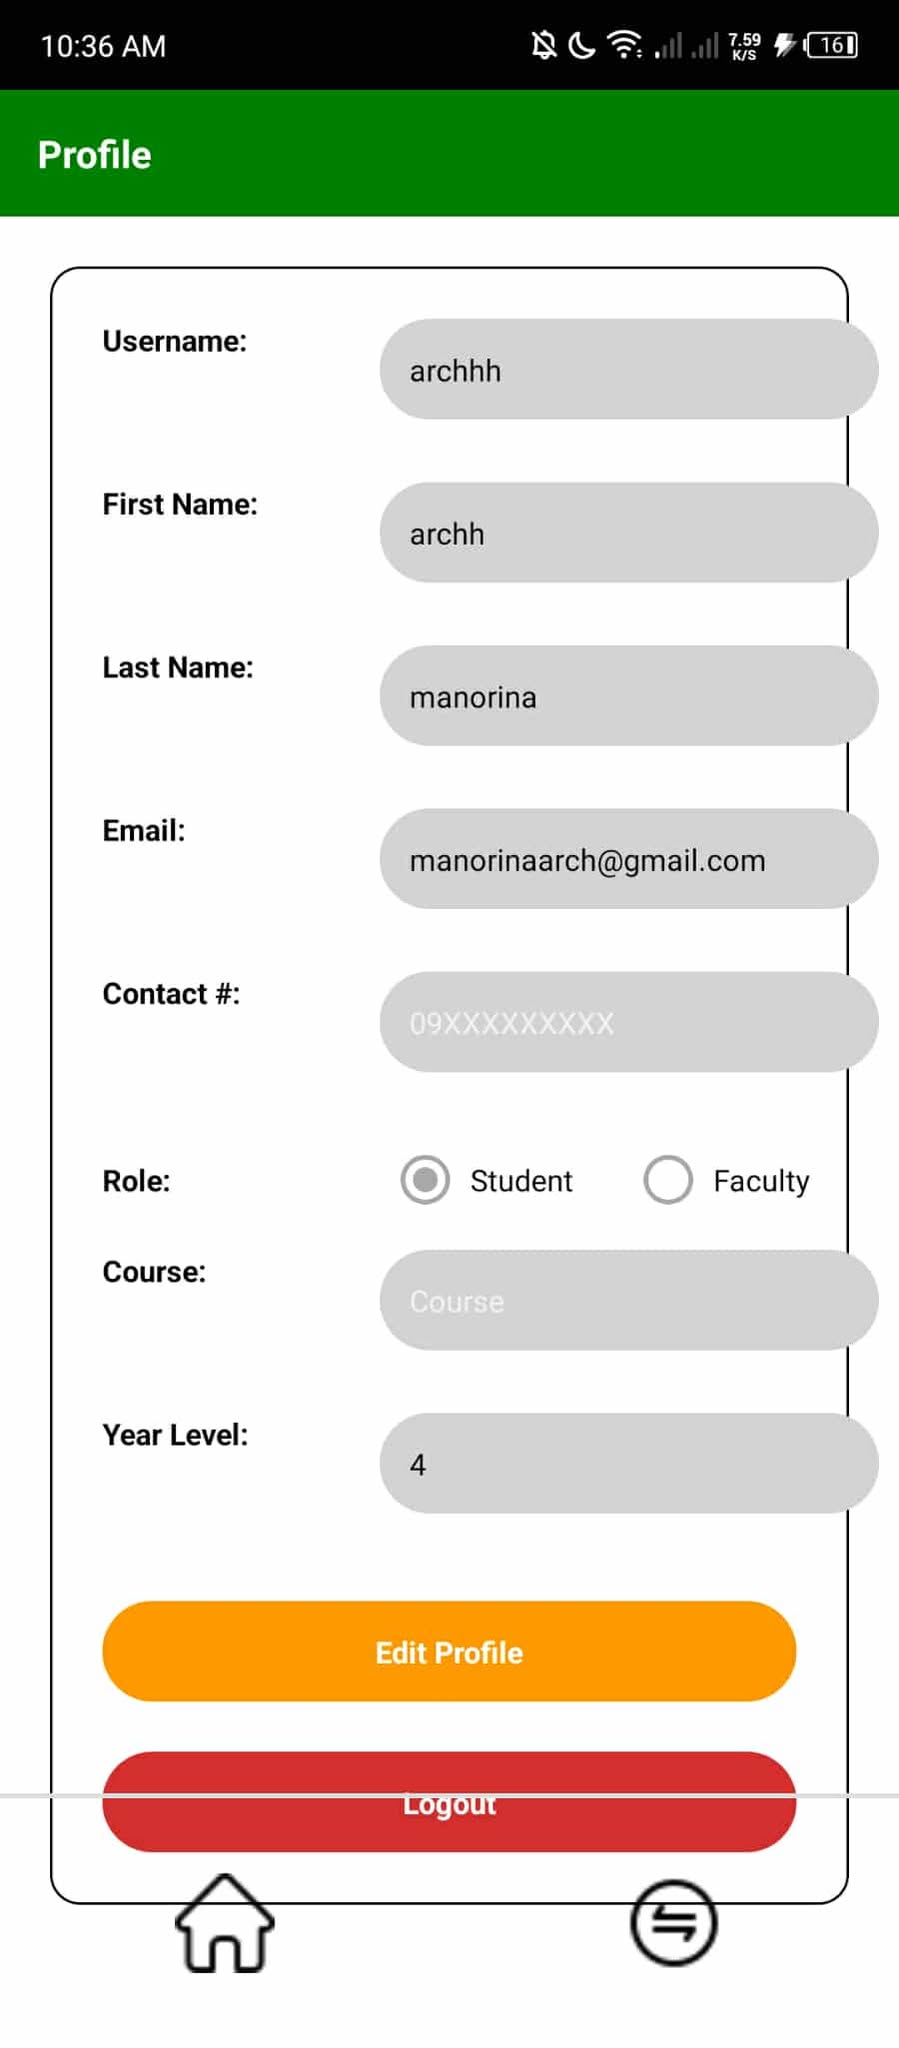 10:36 AM
7.59 K/S
16
Profile
Username:
archhh
First Name:
archh
Last Name:
manorina
Email:
manorinaarch@gmail.com
Contact #:
09XXXXXXXXX
Role:
Student
Faculty
Course:
Course
Year Level:
4
Edit Profile
Logout